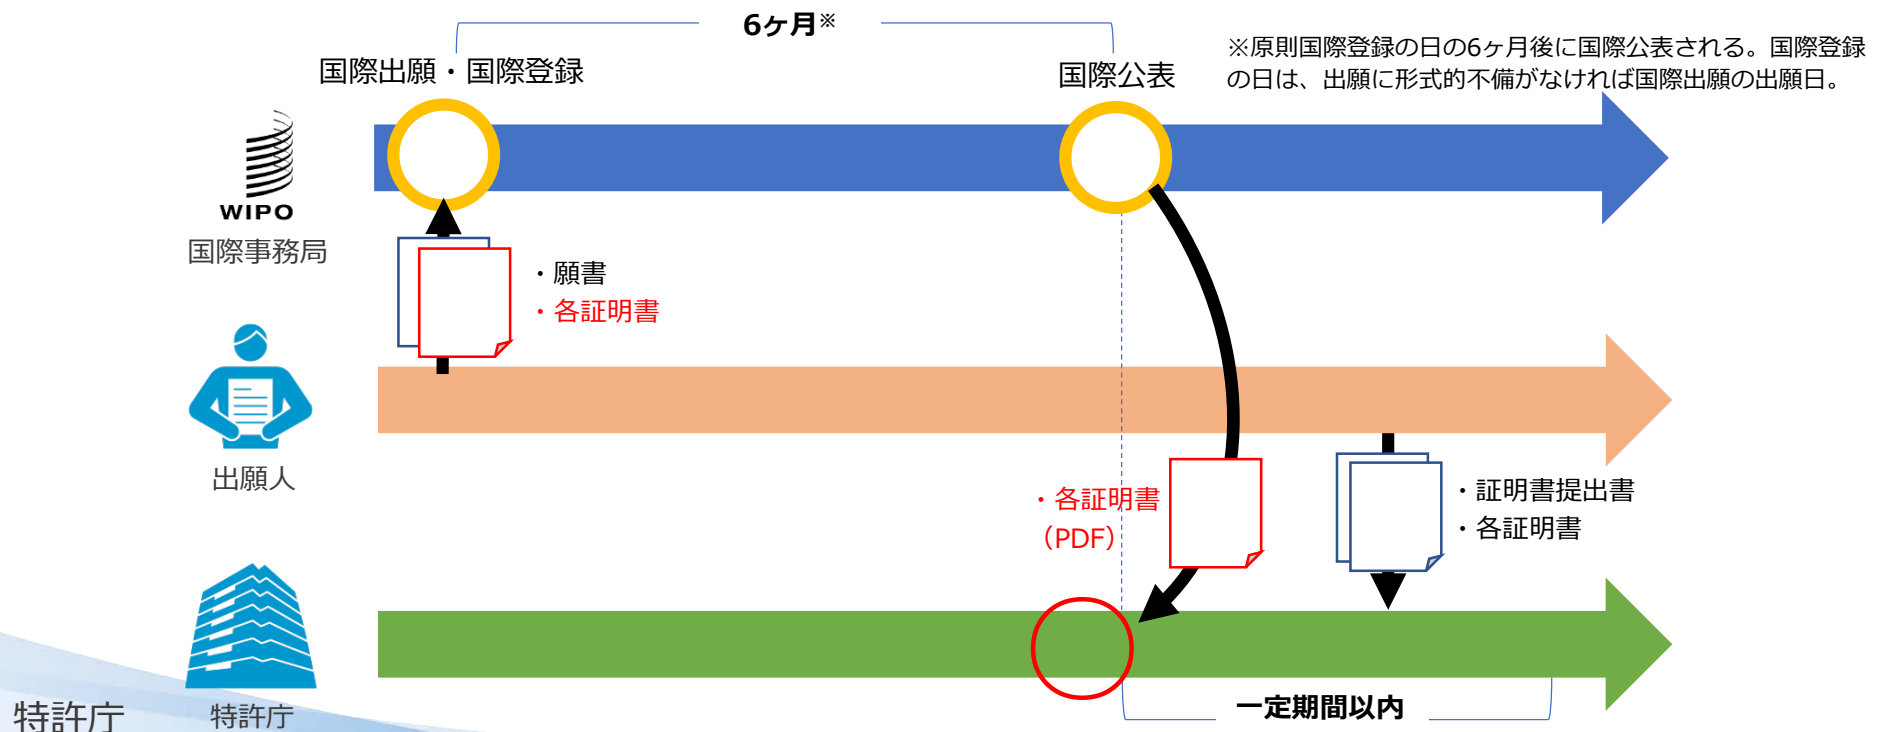 6ヶ月※
※原則国際登録の日の6ヶ月後に国際公表される。国際登録
の日は、出願に形式的不備がなければ国際出願の出願日。
国際出願・国際登録
国際公表
WIPO
国際事務局
・願書
・各証明書
出願人
・各証明書
（PDF）
・証明書提出書
・各証明書
特許庁
特許庁
一定期間以内